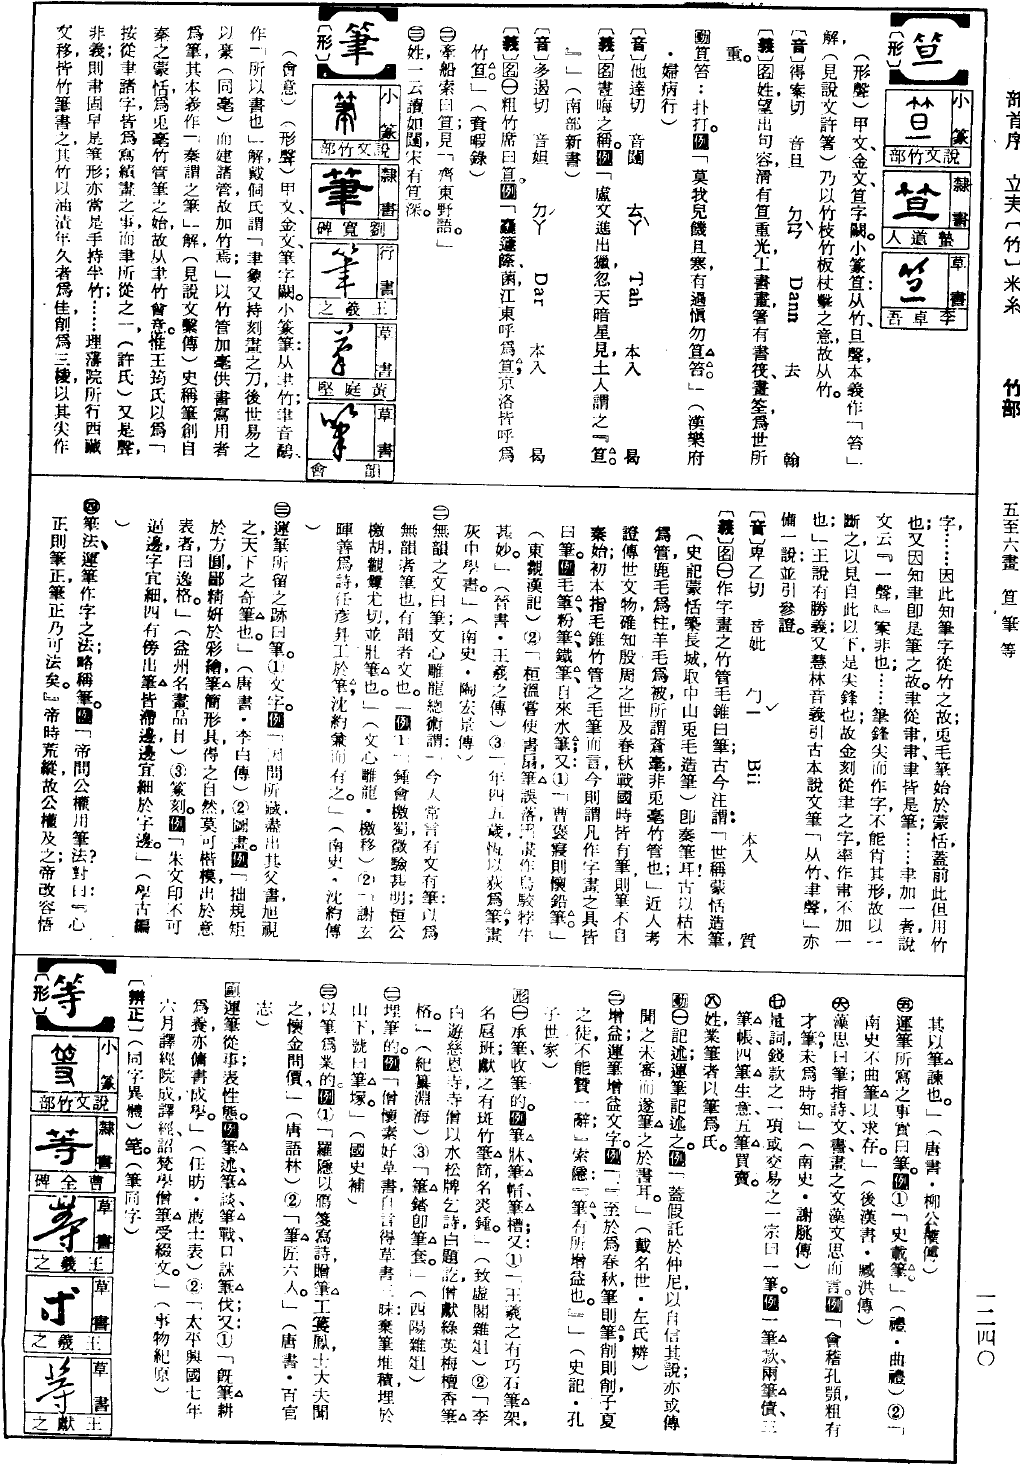 部首序 立夫〔竹〕米糸 竹部 五至六畫 笪 筆 等 一二四〇
笪
〔形〕
小篆 說文竹部
隸書 蟄道人
草書 李卓吾
(形聲)甲文金文笪字闕。小篆笪:从竹,旦聲,本義作「笞」
解,(見說文許箸)乃以竹枝竹板杖擊之意,故从竹。
〔音〕得案切 音旦 ㄉㄢˋ Dann 去 翰
〔義〕名姓,望出句容,清有笪重光,工書畫,箸有書筏,畫筌,爲世所
重。
動笪笞:扑打。例「莫我見饑且寒,有過愼勿笪笞。」(漢樂府
・婦病行)
〔音〕他達切 音闥 ㄊㄚˋ Tah 本入 曷
〔義〕名書晦之稱。例「盧文進出獵,忽天暗星見,土人謂之『笪。
』」(南部新書)
〔音〕多遏切 音妲 ㄉㄚˊ Dar 本入 曷
〔義〕名㊀粗竹席曰笪。例「蘧蒢,江東呼爲笪,京洛皆呼爲
竹笪。」(資暇錄)
㊁牽船索曰笪,見「齊東野語。」
㊂姓,一云讀如闥,宋有笪深。
筆
〔形〕
小篆 說文竹部
隸書 劉寬碑
行書 王羲之
草書 黃庭堅
草書 韻會
(會意)(形聲)甲文金文筆字闕。小篆筆:从聿竹,聿音鴥,
作「所以書也」解,戴侗氏謂「聿象又持刻畫之刀,後世易之
以豪(同毫)而建諸管,故加竹焉;」以竹管加毫供書寫用者
爲筆,其本義作「秦謂之筆」解,(見說文繫傳)史稱筆創自
秦之蒙恬,爲兎毫竹管筆之始,故从聿竹會意。惟王筠氏以爲「
按從聿諸字,皆爲寫繢畫之事,而聿所從之一,(許氏)又是聲,
非義;則聿固早是筆形,亦常是手持半竹……理藩院所行西藏
文移,皆竹筆書之,其竹以油漬,年久者爲佳,削爲三棱,以其尖作
字,……因此知筆字從竹之故;兎毛筆始於蒙恬,蓋前此但用竹
也;又因知聿卽是筆之故,聿從聿;聿、聿皆是筆;……聿加一者,說
文云『一聲』,案非也;……筆鋒尖而作字不能肖其形,故以一
斷之以見,自此以下是尖鋒也,故金刻從聿之字率作聿不加一
也;」王說有勝義,又慧林音義引古本說文筆「从竹聿聲,」亦
備一說,並引參證。
〔音〕卑乙切 音妣 ㄅㄧˇ Bii 本入 質
〔義〕名㊀作字畫之竹管毛錐曰筆;古今注謂:「世稱蒙恬造筆,
(史記:蒙恬築長城,取中山兎毛造筆)卽秦筆耳;古以枯木
爲管,鹿毛爲柱,羊毛爲被,所謂蒼毫,非兎毫竹管也;」近人考
證傳世文物,確知殷周之世及春秋戰國時皆有筆,則筆不自
秦始;初本指毛錐竹管之毛筆而言,今則謂凡作字畫之具皆
曰筆。例毛筆、粉筆、鐵筆、自來水筆;又①「曹褒寢則懷鉛筆。」
(東觀漢記)②「桓溫嘗使書扇,筆誤落,因畫作烏駮牸牛
甚妙。」(晉書・王羲之傳)③「年四五歲,恆以荻爲筆,畫
灰中學書。」(南史・陶宏景傳)
㊁無韻之文曰筆,文心雕龍總術謂「今人常言有文有筆,以爲
無韻者筆也,有韻者文也。」例①「鍾會檄蜀,徵驗甚明;桓公
檄胡,觀釁尤切,並壯筆也。」(文心雕龍・檄移)②「謝玄
暉善爲詩,任彥昇工於筆,沈約兼而有之。」(南史・沈約傳
)
㊂運筆所留之跡曰筆。①文字。例「因問所藏,盡出其父書,旭視
之,天下之奇筆也。」(唐書・李白傳)②圖畫。例「拙規矩
於方圓,鄙精姸於彩繪,筆簡形具,得之自然,莫可楷模,出於意
表者曰逸格。」(益州名畫品目)③篆刻。例「朱文印不可
逼邊,字宜細,四有傍出筆皆滯邊,邊宜細於字邊。」(學古編
)
㊃筆法,運筆作字之法,略稱筆。例「帝問公權用筆法?對曰:『心
正則筆正,筆正乃可法矣。』帝時荒縱,故公權及之,帝改容,悟
其以筆諫也。」(唐書・柳公權傳)
㊄運筆所寫之事實曰筆。例①「史載筆。」(禮・曲禮)②「
南史不曲筆以求存。」(後漢書・臧洪傳)
㊅藻思曰筆,指詩、文、書、畫之文藻文思而言。例「會稽孔顗粗有
才筆,未爲時知。」(南史・謝朓傳)
㊆量詞,錢款之一項或交易之一宗曰一筆。例一筆款、兩筆債、三
筆帳、四筆生意、五筆買賣。
㊇姓,業筆者以筆爲氏。
動㊀記述,運筆記述之。例「蓋假託於仲尼以自信其說,亦或傳
聞之未審而遂筆之於書耳。」(戴名世・左氏辨)
㊁增益,運筆增益文字。例「『至於爲春秋,筆則筆,削則削,子夏
之徒不能贊一辭。』索隱:『筆,有所增益也。』」(史記・孔
子世家)
形㊀承筆收筆的。例筆牀、筆帽、筆槽;又①「王羲之有巧石筆架,
名扈班,獻之有斑竹筆筒,名裘鍾。」(致虛閣雜俎)②「李
白遊慈恩寺,寺僧以水松牌乞詩,白題訖,僧獻綠英梅檀香筆
格。」(紀纂淵海)③「筆䥯卽筆套。」(酉陽雜俎)
㊁埋筆的。例「僧懷素好草書,自言得草書三昧,棄筆堆積,埋於
山下,號曰筆塚。」(國史補)
㊂以筆爲業的。例①「羅隱以鴈箋寫詩,贈筆工萇鳳,士大夫聞
之,懷金問價。」(唐語林)②「筆匠六人。」(唐書・百官
志)
副運筆從事,表性態。例筆述、筆談、筆戰、口誅筆伐;又①「旣筆耕
爲養,亦傭書成學。」(任昉・薦士表)②「太平興國七年
六月譯經院成,譯經,詔梵學僧筆受綴文。」(事物紀原)
〔辨正〕(同字異體)笔。(筆同字)
等
〔形〕
小篆 說文竹部
隸書 曹全碑
草書 王羲之
草書 王羲之
草書 王獻之